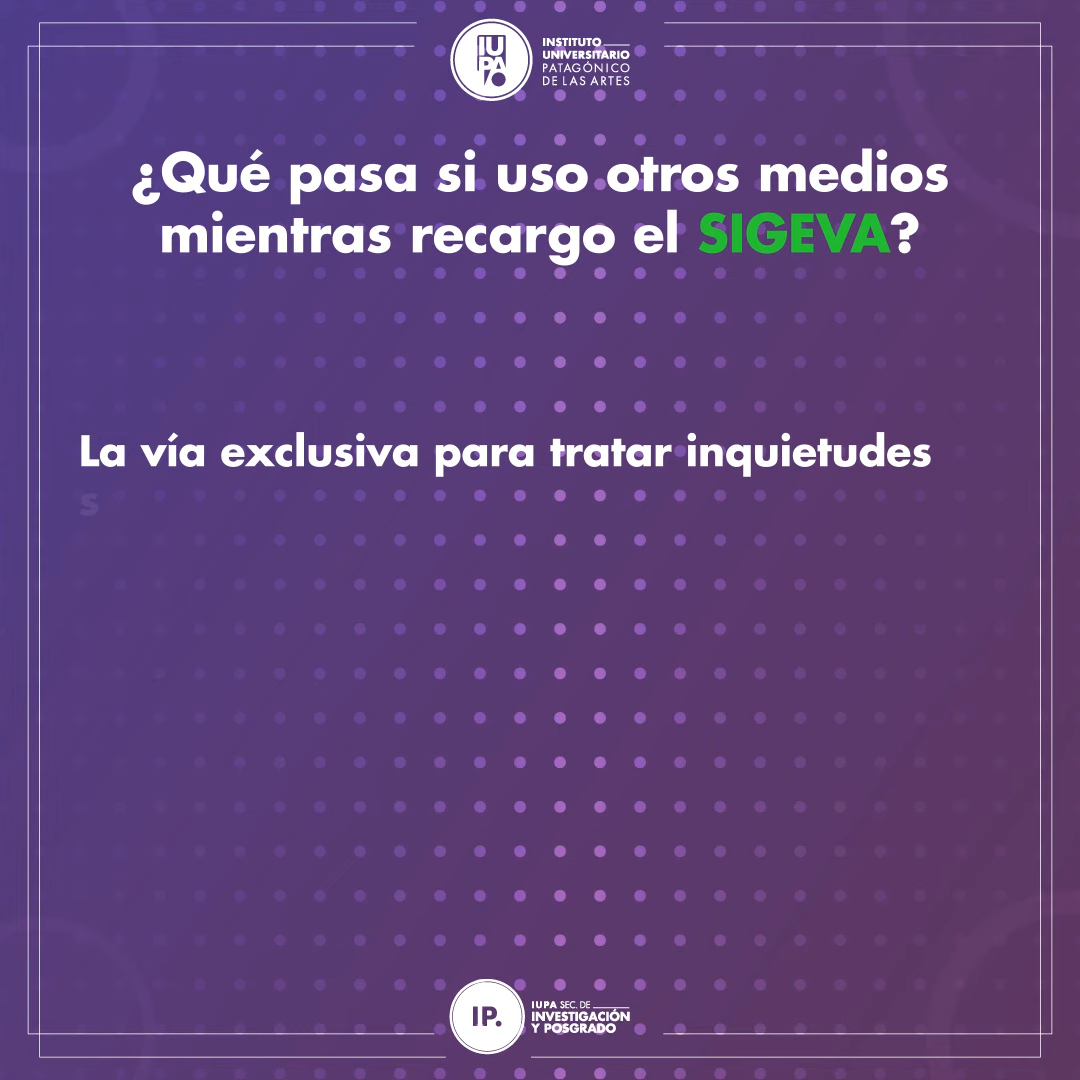 IUPA
INSTITUTO
UNIVERSITARIO
PATAGÓNICO
DE LAS ARTES
¿Qué pasa si uso otros medios
mientras recargo el SIGEVA?
La vía exclusiva para tratar inquietudes
s
IP.
IUPA SEC. DE
INVESTIGACIÓN
Y POSGRADO